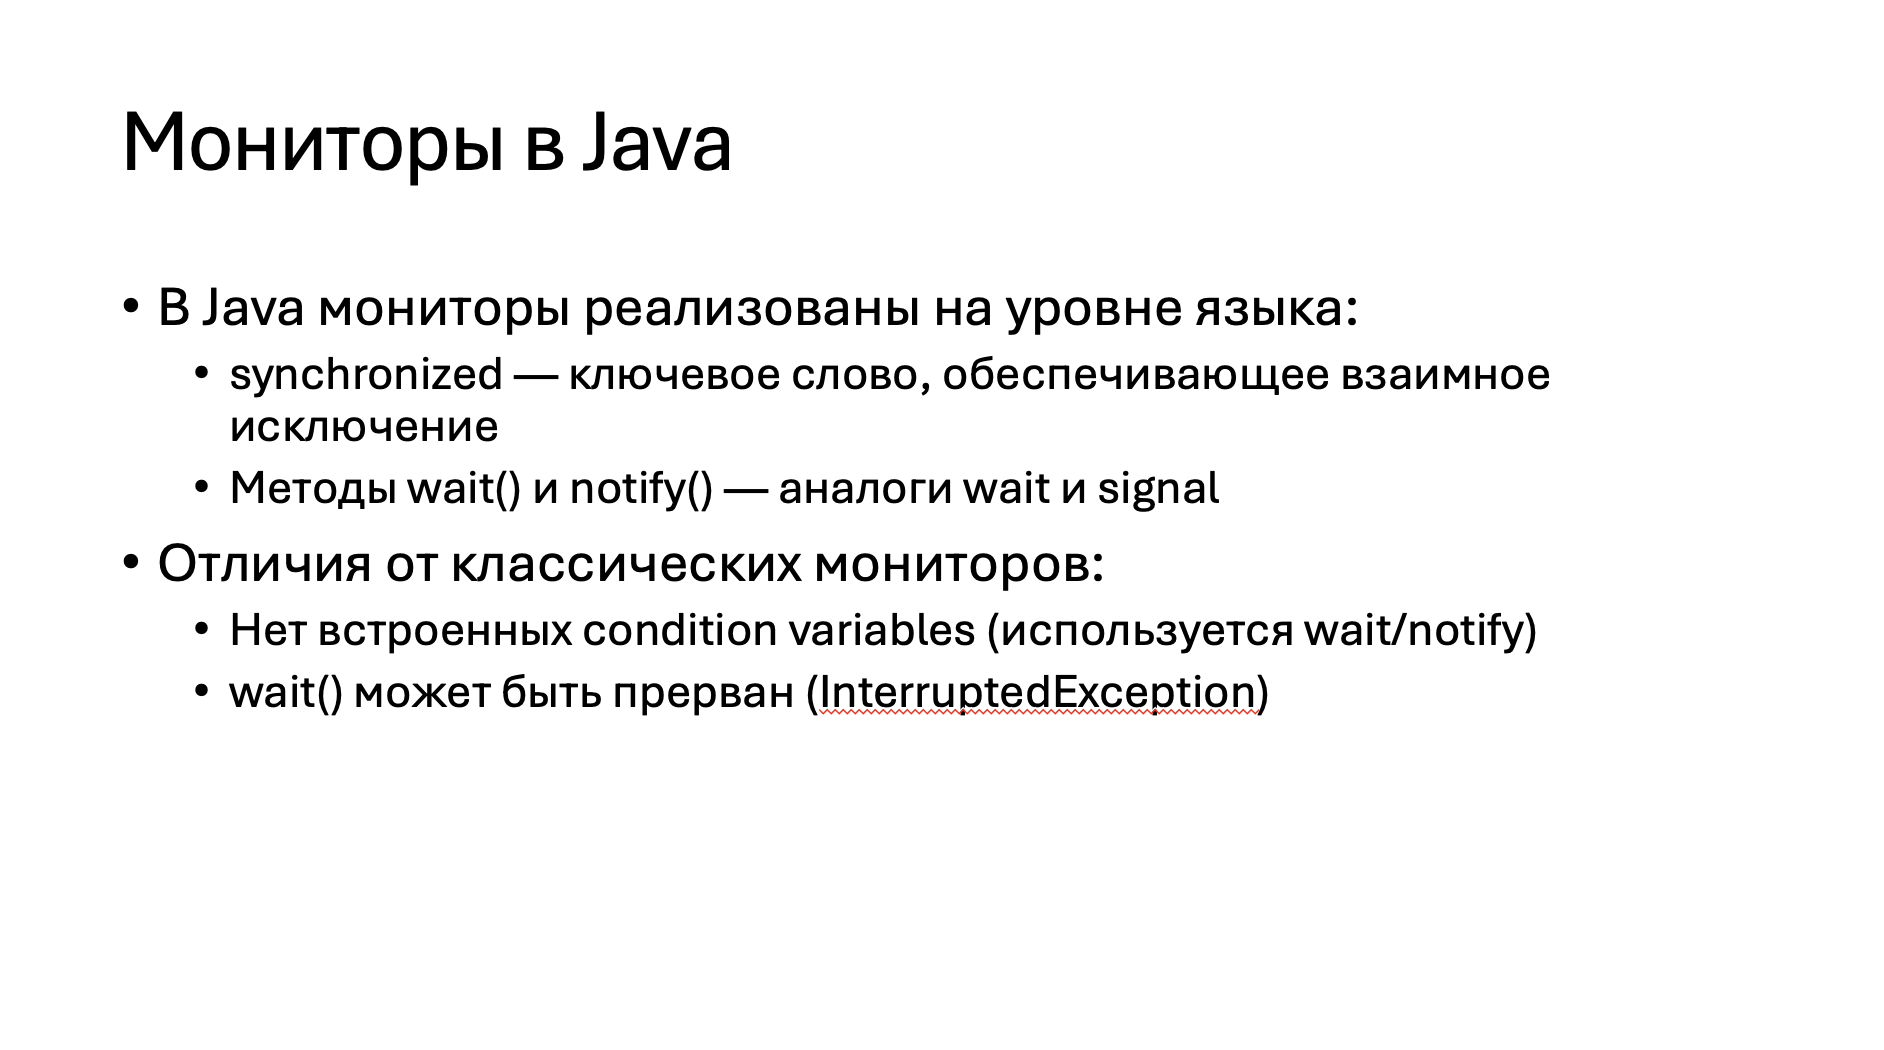 Мониторы в Java
• В Java мониторы реализованы на уровне языка:
• synchronized — ключевое слово, обеспечивающее взаимное
исключение
• Методы wait() и notify() — аналоги wait и signal
• Отличия от классических мониторов:
• Нет встроенных condition variables (используется wait/notify)
• wait() может быть прерван (InterruptedException)